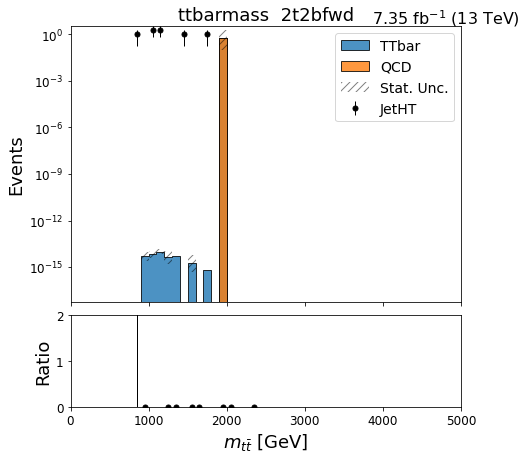 ttbarmass 2t2bfwd 7.35 fb⁻¹ (13 TeV)
10⁰
10⁻³
10⁻⁶
10⁻⁹
10⁻¹²
10⁻¹⁵
Events
TTbar
QCD
Stat. Unc.
JetHT
2
1
0
Ratio
0 1000 2000 3000 4000 5000
m_{tt̄} [GeV]